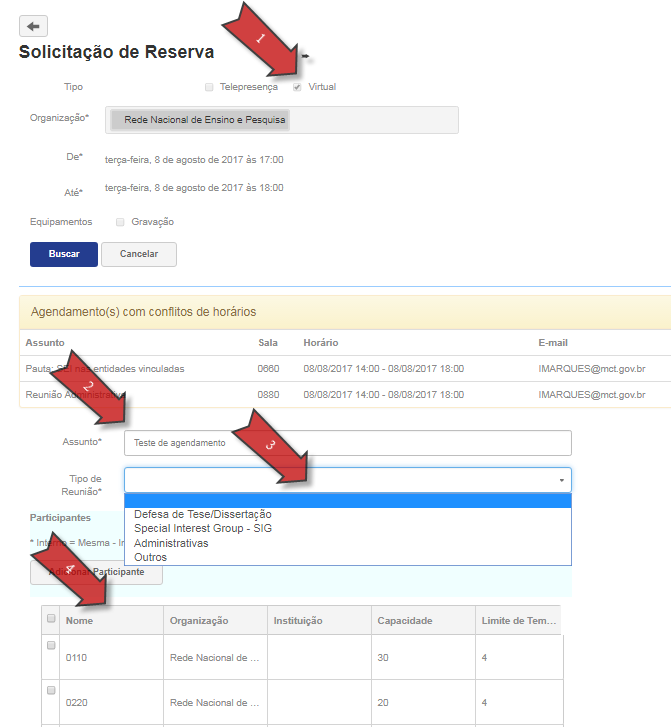 Solicitação de Reserva
1
Tipo Telepresença Virtual
Organização* Rede Nacional de Ensino e Pesquisa
De* terça-feira, 8 de agosto de 2017 às 17:00
Até* terça-feira, 8 de agosto de 2017 às 18:00
Equipamentos Gravação
Buscar Cancelar
Agendamento(s) com conflitos de horários
Assunto Sala Horário E-mail
Pauta: SEI nas entidades vinculadas 0660 08/08/2017 14:00 - 08/08/2017 18:00 IMARQUES@mct.gov.br
2
Reunião Administrativa 0880 08/08/2017 14:00 - 08/08/2017 18:00 IMARQUES@mct.gov.br
Assunto* Teste de agendamento
3
Tipo de
Reunião*
Defesa de Tese/Dissertação
Participantes
Special Interest Group - SIG
* Interno = Mesma - In
Administrativas
Outros
4
Adicionar Participante
Nome Organização Instituição Capacidade Limite de Tem...
0110 Rede Nacional de ... 30 4
0220 Rede Nacional de ... 20 4